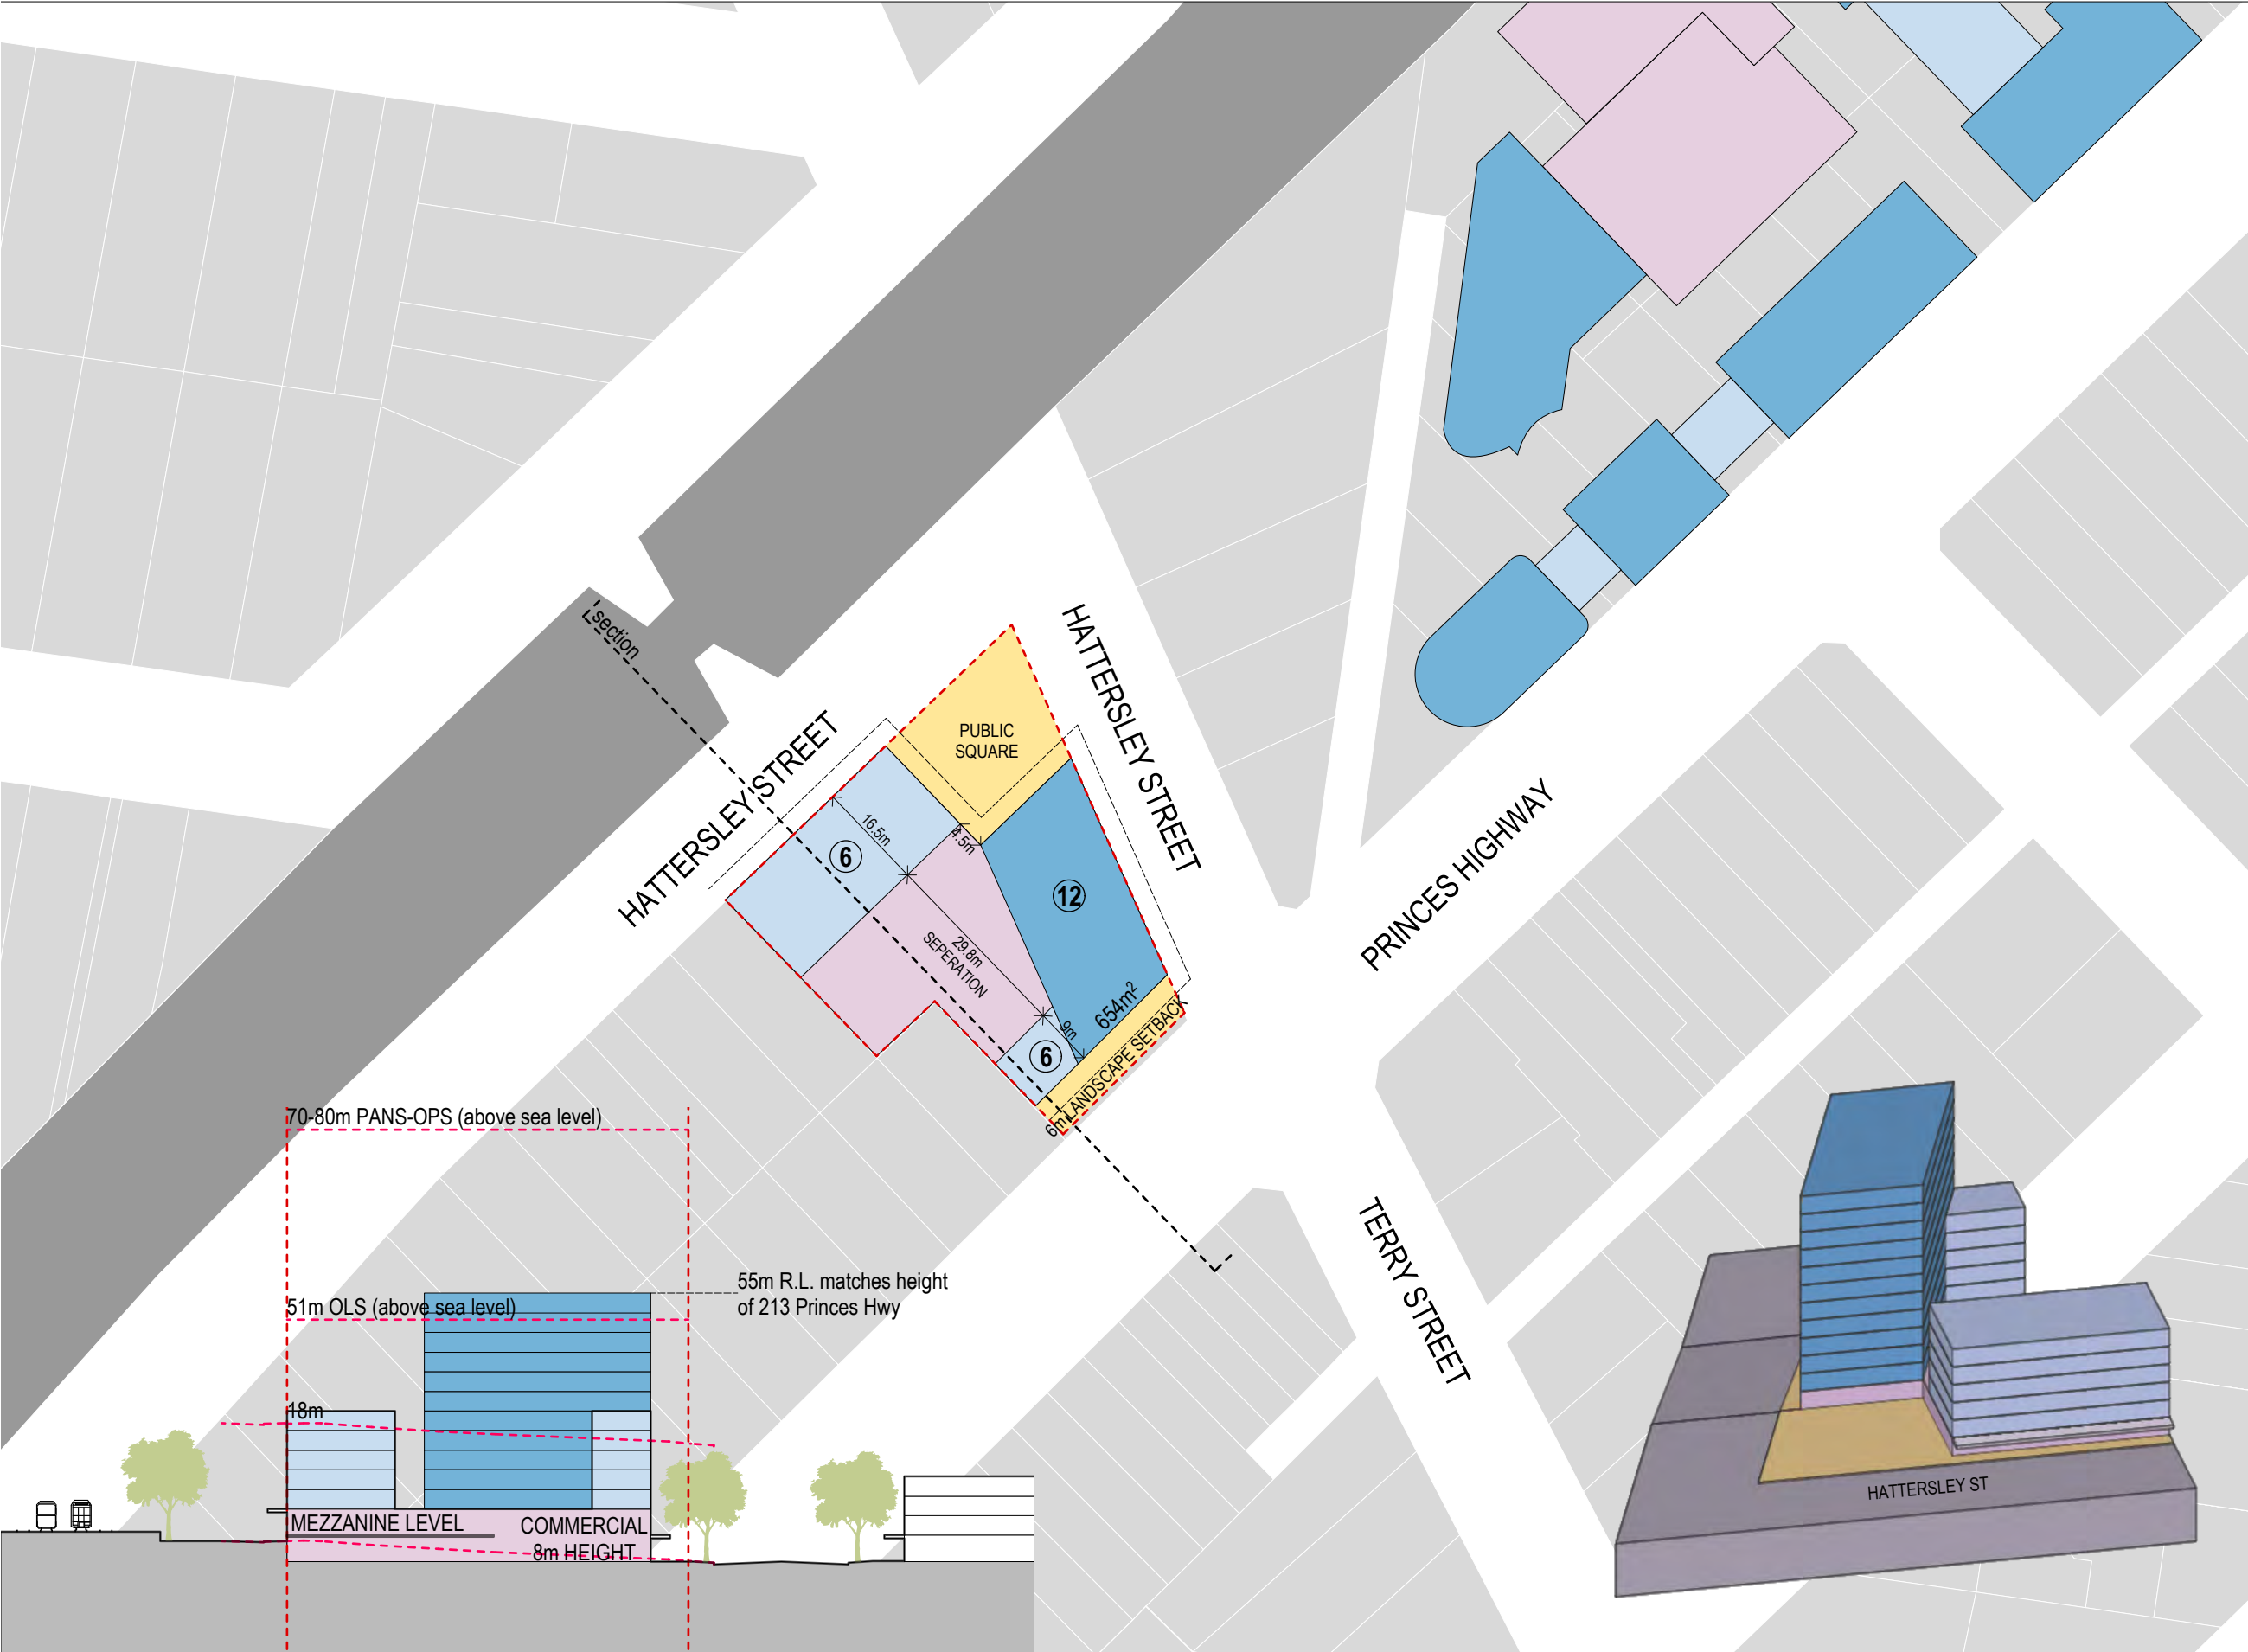 section
HATTERSLEY STREET
HATTERSLEY STREET
PUBLIC
SQUARE
16.5m
4.5m
6
12
29.8m
SEPERATION
9m
6
654m²
6m LANDSCAPE SETBACK
PRINCES HIGHWAY
TERRY STREET
70-80m PANS-OPS (above sea level)
51m OLS (above sea level)
55m R.L. matches height
of 213 Princes Hwy
18m
MEZZANINE LEVEL
COMMERCIAL
8m HEIGHT
HATTERSLEY ST